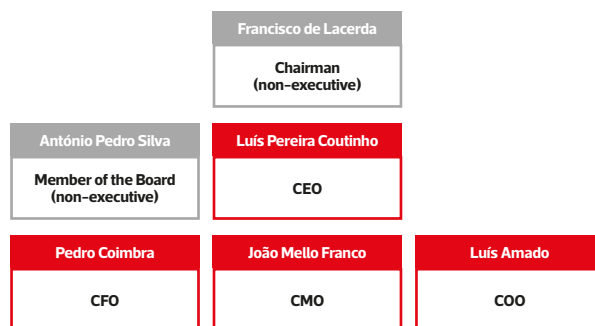 Francisco de Lacerda
Chairman
(non-executive)
António Pedro Silva
Member of the Board
(non-executive)
Luís Pereira Coutinho
CEO
Pedro Coimbra
CFO
João Mello Franco
CMO
Luís Amado
COO